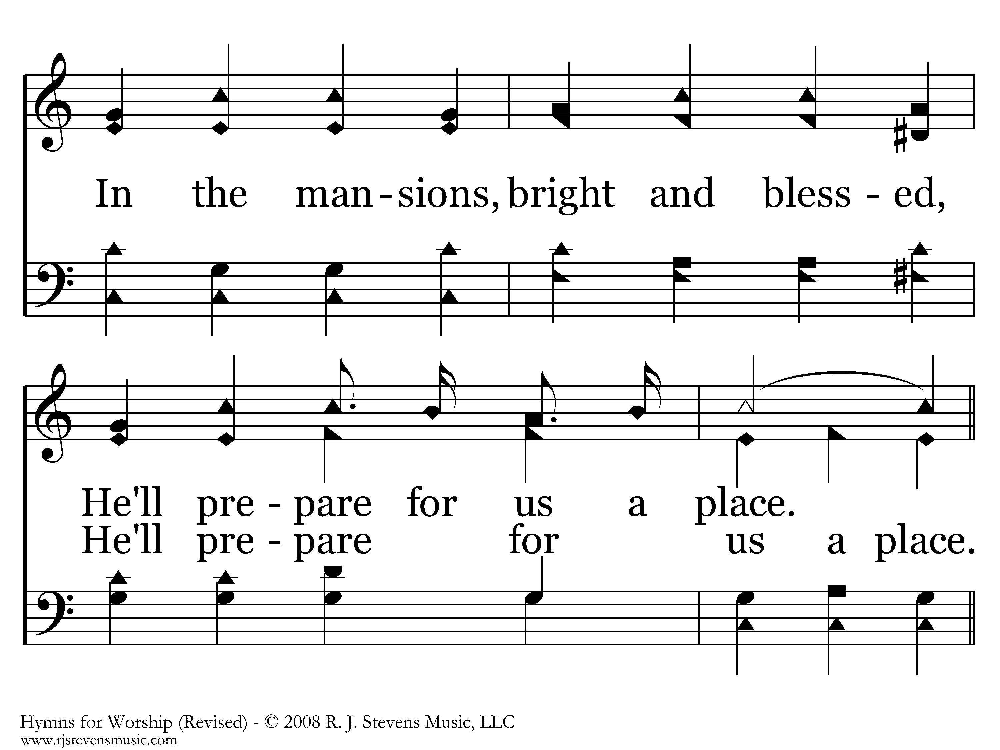 In the man - sions, bright and bless - ed,
He'll pre - pare for us a place.
He'll pre - pare for us a place.
Hymns for Worship (Revised) - © 2008 R. J. Stevens Music, LLC
www.rjstevensmusic.com